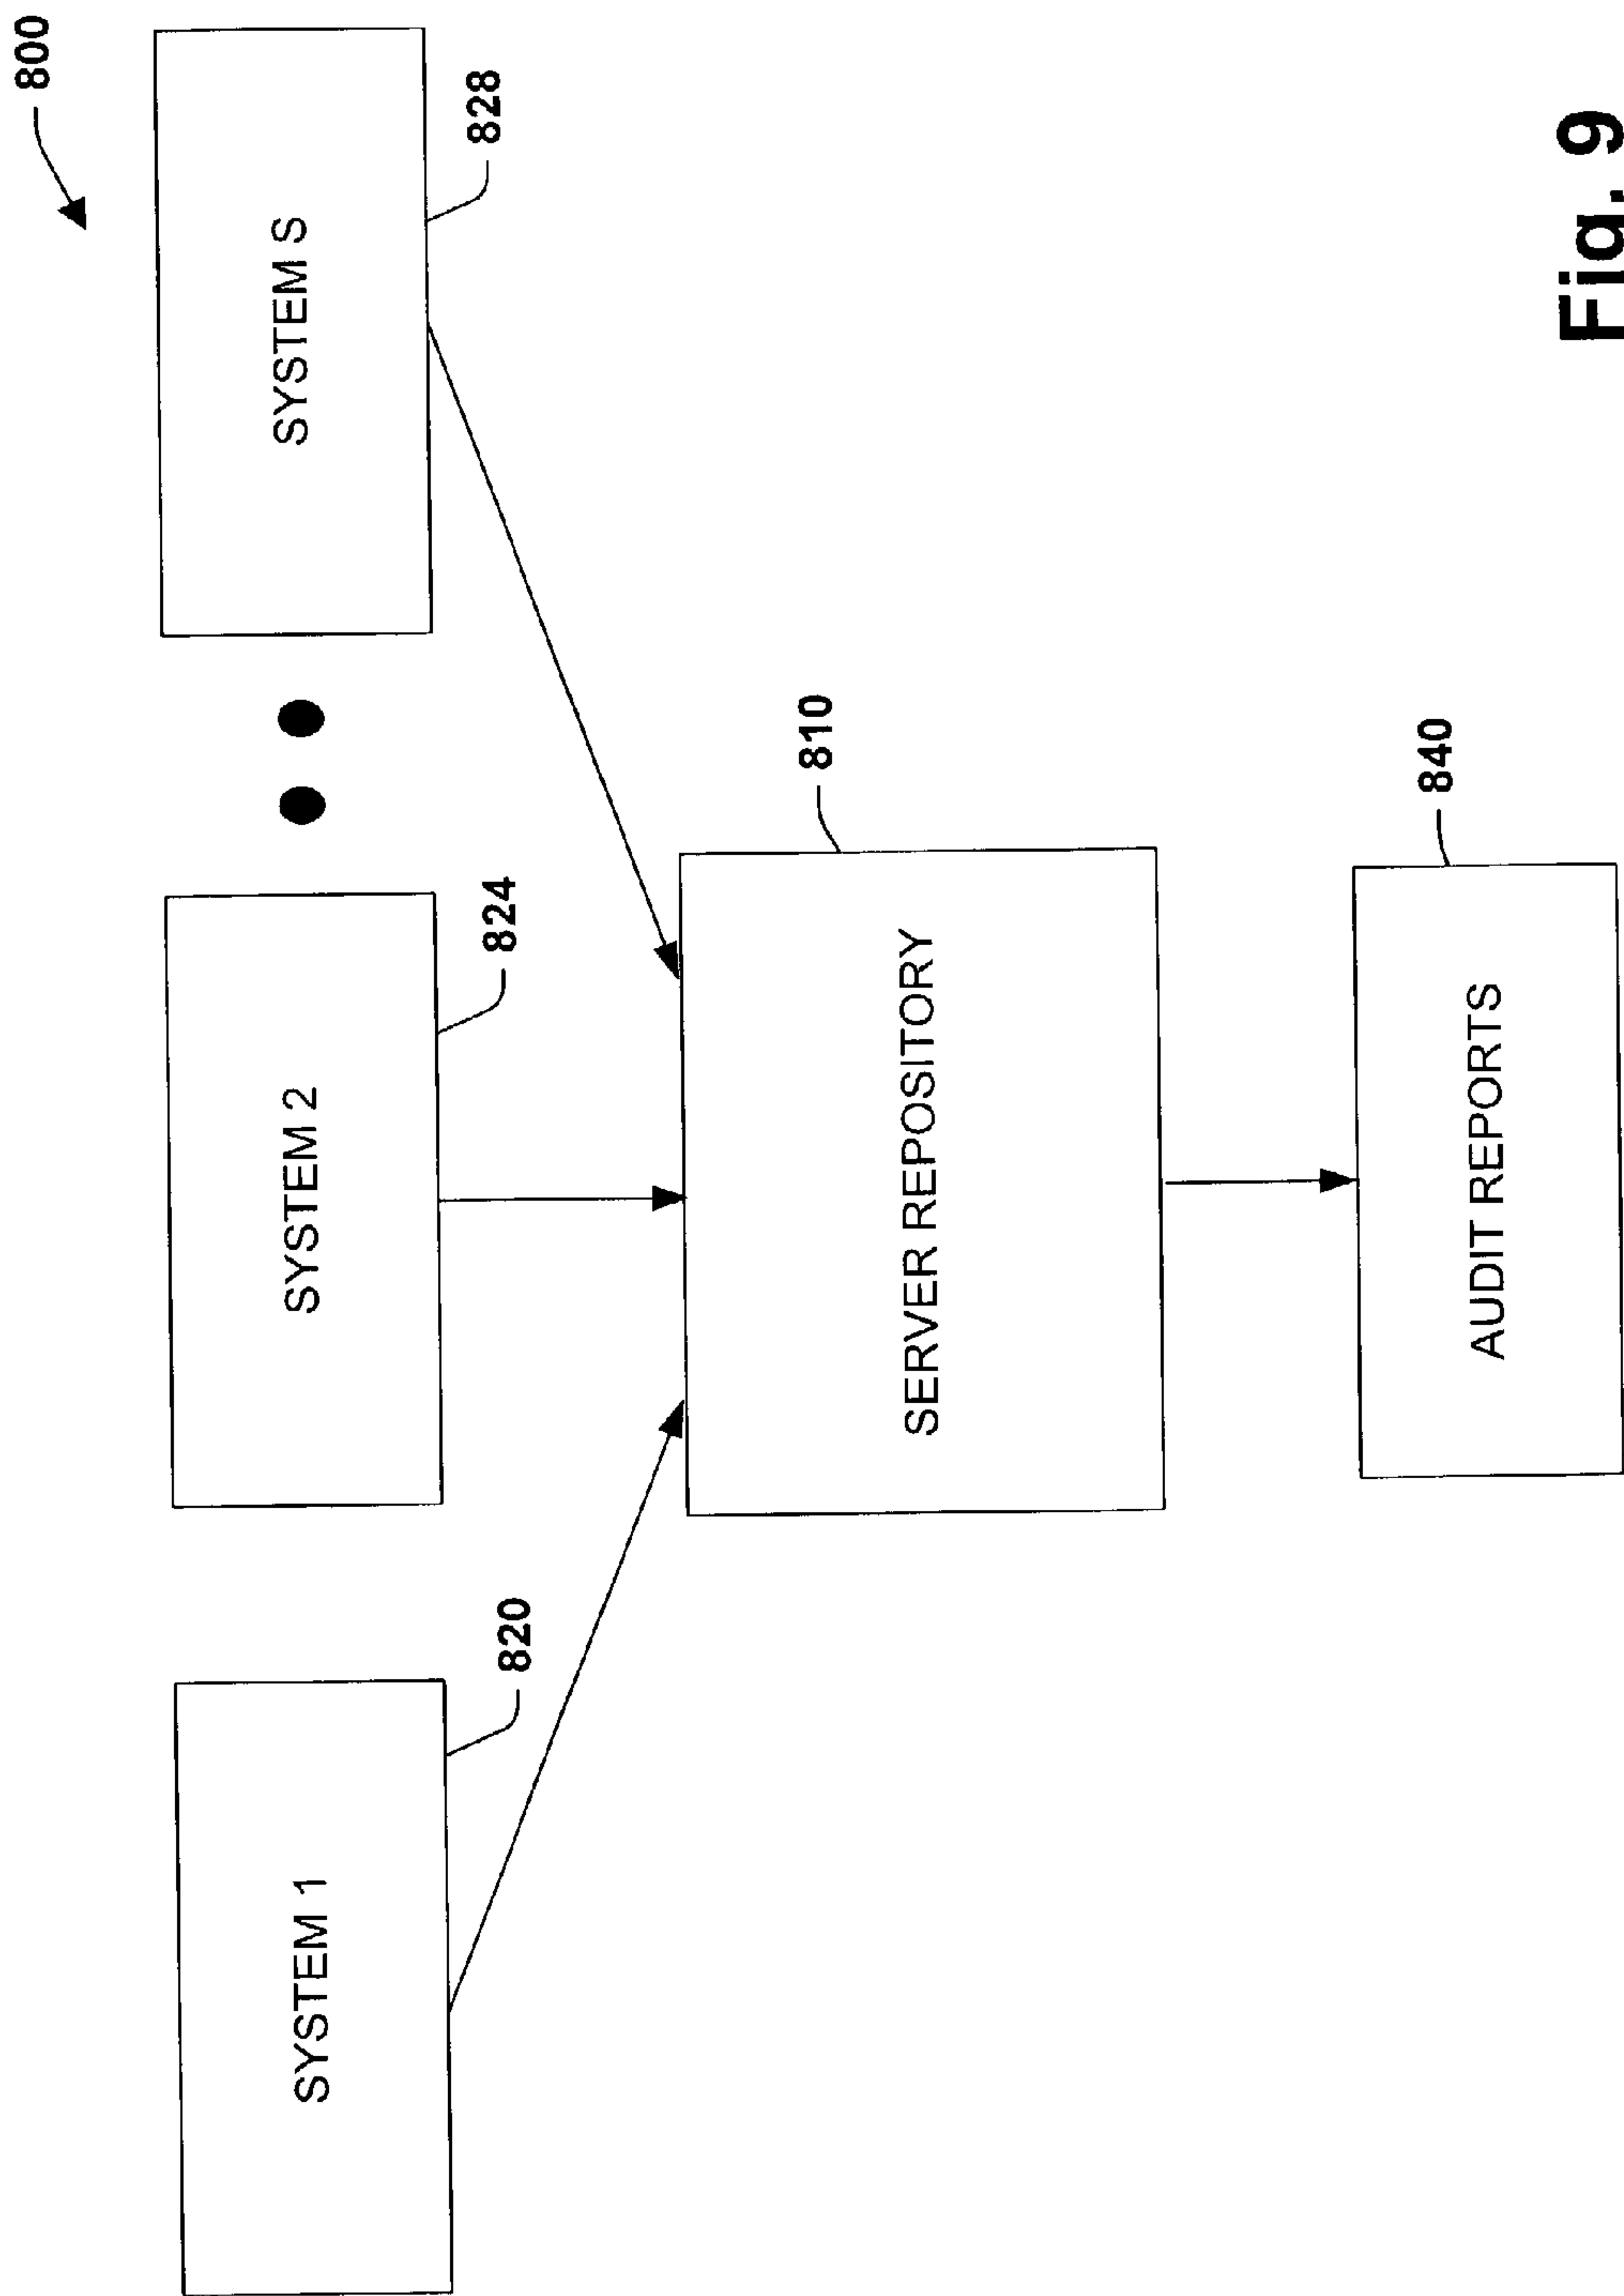 800
SYSTEM 1
SYSTEM 2
SYSTEM S
820
824
828
SERVER REPOSITORY
810
AUDIT REPORTS
840
Fig. 9